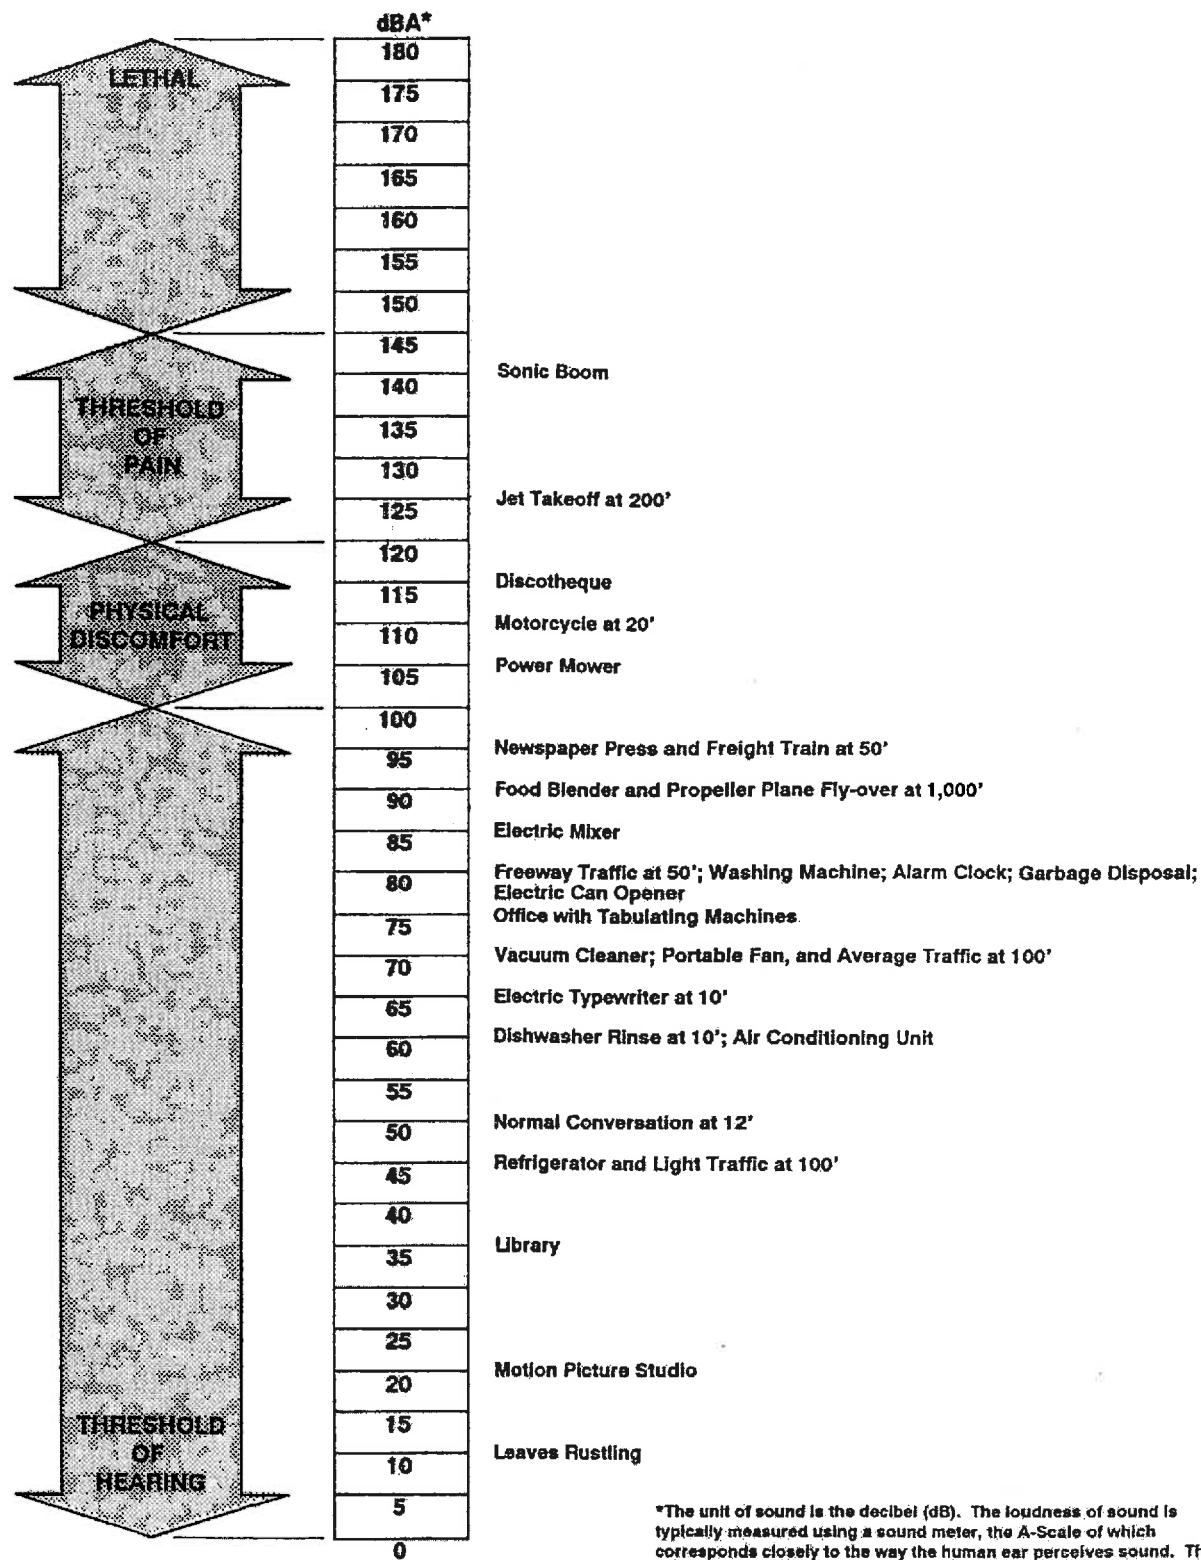 dBA*
180
LETHAL
175
170
165
160
155
150
145
Sonic Boom
140
THRESHOLD
OF
PAIN
135
130
Jet Takeoff at 200'
125
120
Discotheque
115
PHYSICAL
DISCOMFORT
Motorcycle at 20'
110
Power Mower
105
100
Newspaper Press and Freight Train at 50'
95
Food Blender and Propeller Plane Fly-over at 1,000'
90
Electric Mixer
85
Freeway Traffic at 50'; Washing Machine; Alarm Clock; Garbage Disposal;
Electric Can Opener
80
Office with Tabulating Machines
75
Vacuum Cleaner; Portable Fan, and Average Traffic at 100'
70
Electric Typewriter at 10'
65
Dishwasher Rinse at 10'; Air Conditioning Unit
60
55
Normal Conversation at 12'
50
Refrigerator and Light Traffic at 100'
45
40
Library
35
30
25
Motion Picture Studio
20
15
THRESHOLD
OF
HEARING
Leaves Rustling
10
5
0
*The unit of sound is the decibel (dB). The loudness of sound is
typically measured using a sound meter, the A-Scale of which
corresponds closely to the way the human ear perceives sound.